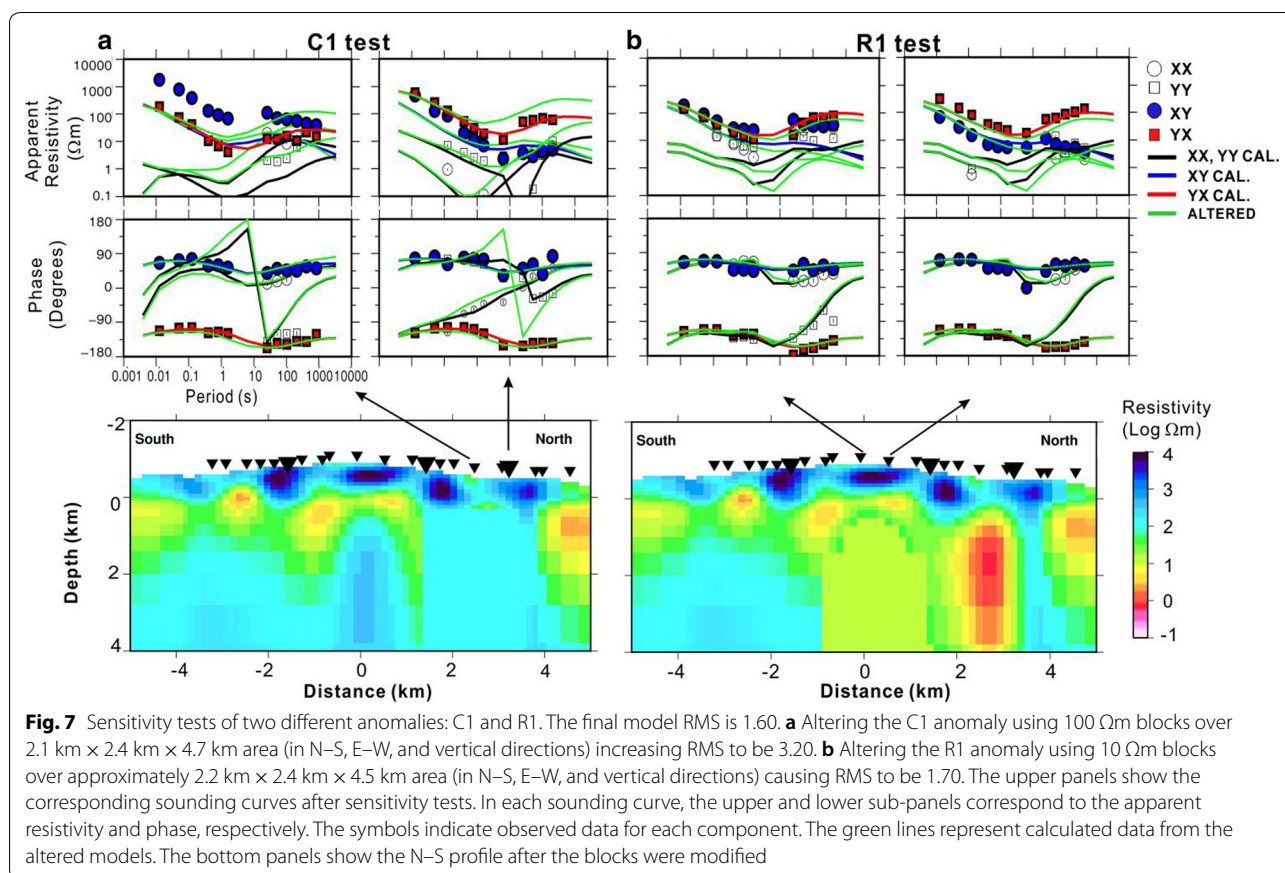 a C1 test b R1 test
10000
1000
100
10
1
0.1
Apparent
Resistivity
(Ωm)
XX
YY
XY
YX
XX, YY CAL.
XY CAL.
YX CAL.
ALTERED
180
90
0
−90
−180
Phase
(Degrees)
0.001 0.01 0.1 1 10 100 1000 10000
Period (s)
-2
0
2
4
Depth (km)
South North
South North
-4 -2 0 2 4
-4 -2 0 2 4
Distance (km) Distance (km)
Resistivity
(Log Ωm)
4
3
2
1
0
-1
Fig. 7 Sensitivity tests of two different anomalies: C1 and R1. The final model RMS is 1.60. a Altering the C1 anomaly using 100 Ωm blocks over
2.1 km × 2.4 km × 4.7 km area (in N–S, E–W, and vertical directions) increasing RMS to be 3.20. b Altering the R1 anomaly using 10 Ωm blocks
over approximately 2.2 km × 2.4 km × 4.5 km area (in N–S, E–W, and vertical directions) causing RMS to be 1.70. The upper panels show the
corresponding sounding curves after sensitivity tests. In each sounding curve, the upper and lower sub-panels correspond to the apparent
resistivity and phase, respectively. The symbols indicate observed data for each component. The green lines represent calculated data from the
altered models. The bottom panels show the N–S profile after the blocks were modified